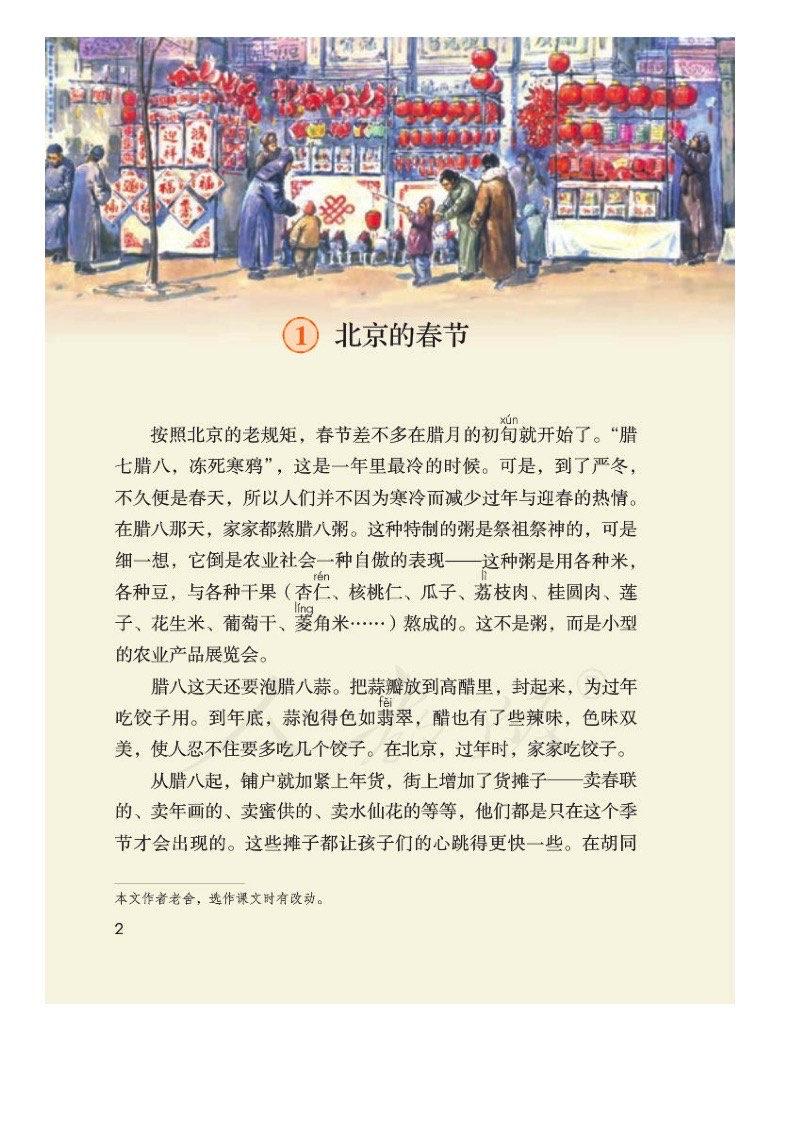 迎祥
鸿禧
福
福
福
1 北京的春节
xún
按照北京的老规矩，春节差不多在腊月的初旬就开始了。“腊
七腊八，冻死寒鸦”，这是一年里最冷的时候。可是，到了严冬，
不久便是春天，所以人们并不因为寒冷而减少过年与迎春的热情。
在腊八那天，家家都熬腊八粥。这种特制的粥是祭祖祭神的，可是
细一想，它倒是农业社会一种自傲的表现——这种粥是用各种米，
rén lì
各种豆，与各种干果（杏仁、核桃仁、瓜子、荔枝肉、桂圆肉、莲
líng
子、花生米、葡萄干、菱角米……）熬成的。这不是粥，而是小型
的农业产品展览会。
腊八这天还要泡腊八蒜。把蒜瓣放到高醋里，封起来，为过年
fěi
吃饺子用。到年底，蒜泡得色如翡翠，醋也有了些辣味，色味双
美，使人忍不住要多吃几个饺子。在北京，过年时，家家吃饺子。
从腊八起，铺户就加紧上年货，街上增加了货摊子——卖春联
的、卖年画的、卖蜜供的、卖水仙花的等等，他们都是只在这个季
节才会出现的。这些摊子都让孩子们的心跳得更快一些。在胡同
本文作者老舍，选作课文时有改动。
2